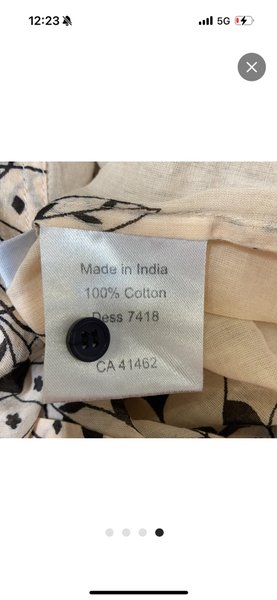 12:23
5G
Made in India
100% Cotton
Dess 7418
CA 41462